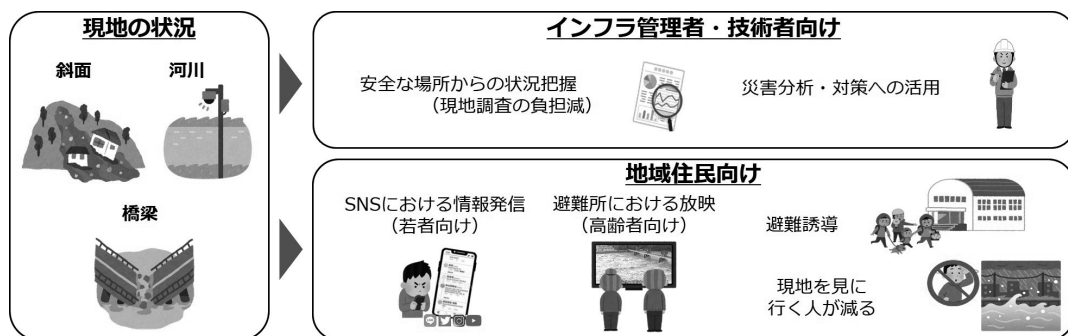 現地の状況
斜面
河川
橋梁
インフラ管理者・技術者向け
安全な場所からの状況把握
（現地調査の負担減）
災害分析・対策への活用
地域住民向け
SNSにおける情報発信
（若者向け）
避難所における放映
（高齢者向け）
避難誘導
現地を見に
行く人が減る